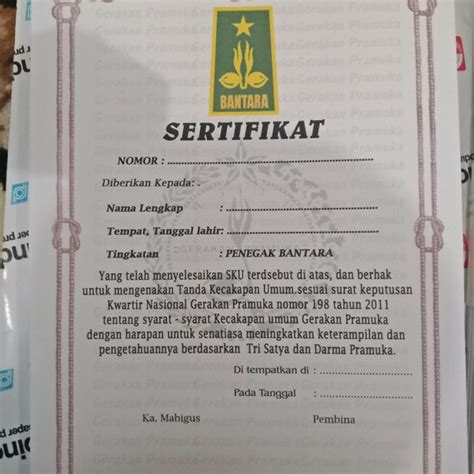 BANTARA
SERTIFIKAT
NOMOR : ..........................................................
Diberikan Kepada: .
Nama Lengkap : ..................................................
Tempat, Tanggal lahir: ..................................................
Tingkatan : PENEGAK BANTARA
Yang telah menyelesaikan SKU terdsebut di atas, dan berhak
untuk mengenakan Tanda Kecakapan Umum.sesuai surat keputusan
Kwartir Nasional Gerakan Pramuka nomor 198 tahun 2011
tentang syarat - syarat Kecakapan umum Gerakan Pramuka
dengan harapan untuk senatiasa meningkatkan keterampilan dan
pengetahuannya berdasarkan Tri Satya dan Darma Pramuka.
Di tempatkan di : ..............................
Pada Tanggal : ..............................
Ka. Mabigus Pembina